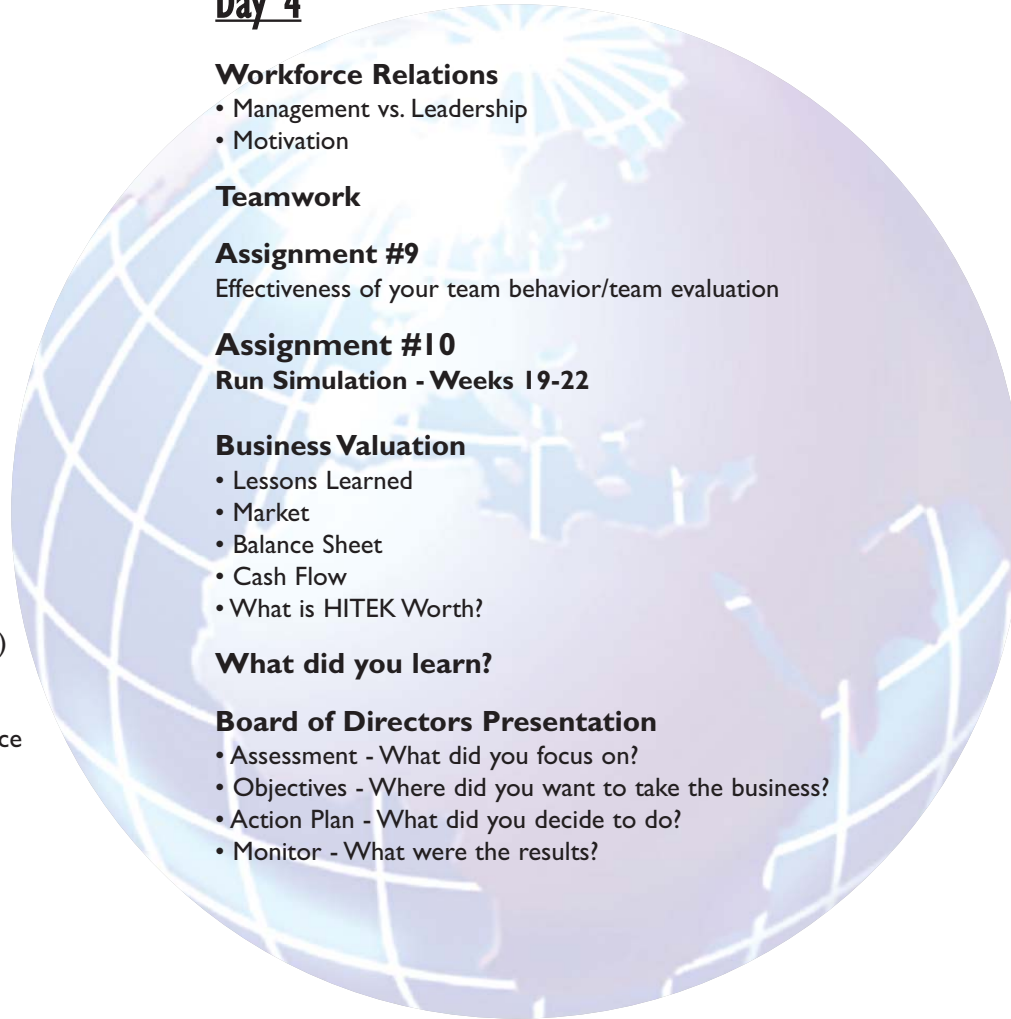 Day 4
Workforce Relations
• Management vs. Leadership
• Motivation
Teamwork
Assignment #9
Effectiveness of your team behavior/team evaluation
Assignment #10
Run Simulation - Weeks 19-22
Business Valuation
• Lessons Learned
• Market
• Balance Sheet
• Cash Flow
• What is HITEK Worth?
)
What did you learn?
Board of Directors Presentation
ce
• Assessment - What did you focus on?
• Objectives - Where did you want to take the business?
• Action Plan - What did you decide to do?
• Monitor - What were the results?